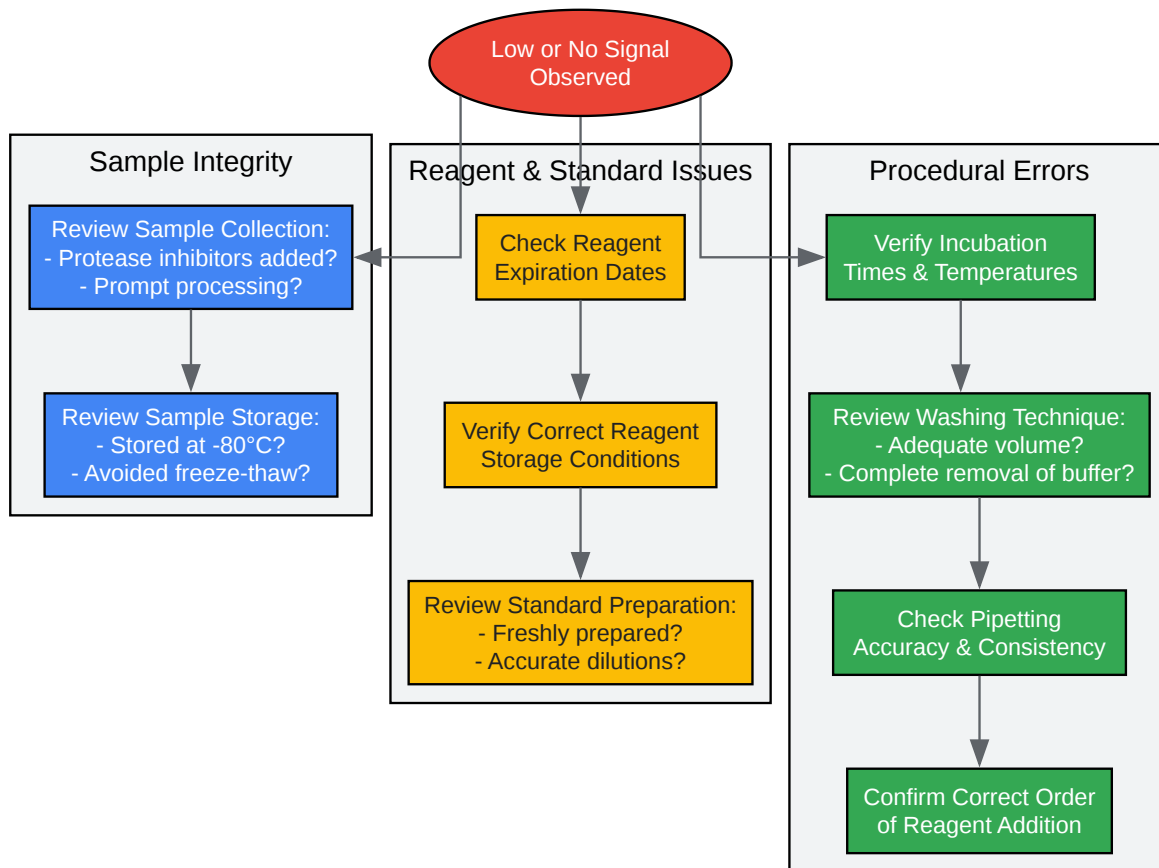 Low or No Signal
Observed
Sample Integrity
Review Sample Collection:
- Protease inhibitors added?
- Prompt processing?
Review Sample Storage:
- Stored at -80°C?
- Avoided freeze-thaw?
Reagent & Standard Issues
Check Reagent
Expiration Dates
Verify Correct Reagent
Storage Conditions
Review Standard Preparation:
- Freshly prepared?
- Accurate dilutions?
Procedural Errors
Verify Incubation
Times & Temperatures
Review Washing Technique:
- Adequate volume?
- Complete removal of buffer?
Check Pipetting
Accuracy & Consistency
Confirm Correct Order
of Reagent Addition